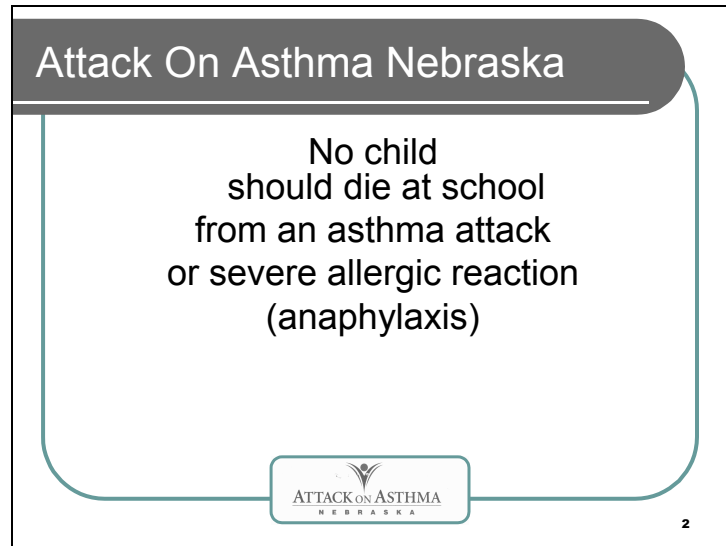 Attack On Asthma Nebraska
No child
should die at school
from an asthma attack
or severe allergic reaction
(anaphylaxis)
ATTACK ON ASTHMA
NEBRASKA
2